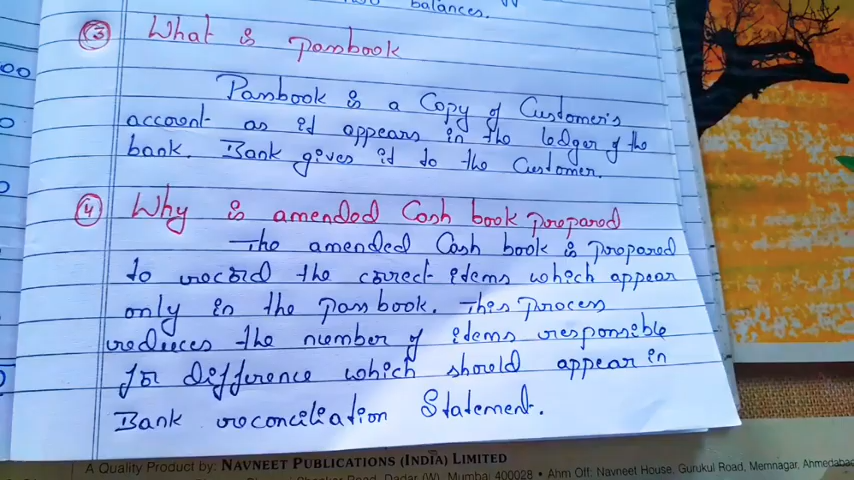 balances.
③ What is passbook
Passbook is a Copy of Customer's
account as it appears in the ledger of the
bank. Bank gives it to the Customer.
④ Why is amended Cash book prepared
The amended Cash book is prepared
to record the correct items which appear
only in the passbook. This process
reduces the number of items responsible
for difference which should appear in
Bank reconciliation Statement.
A Quality Product by: NAVNEET PUBLICATIONS (INDIA) LIMITED
Dadar (W), Mumbai 400028 • Ahm Off: Navneet House, Gurukul Road, Memnagar, Ahmedabad